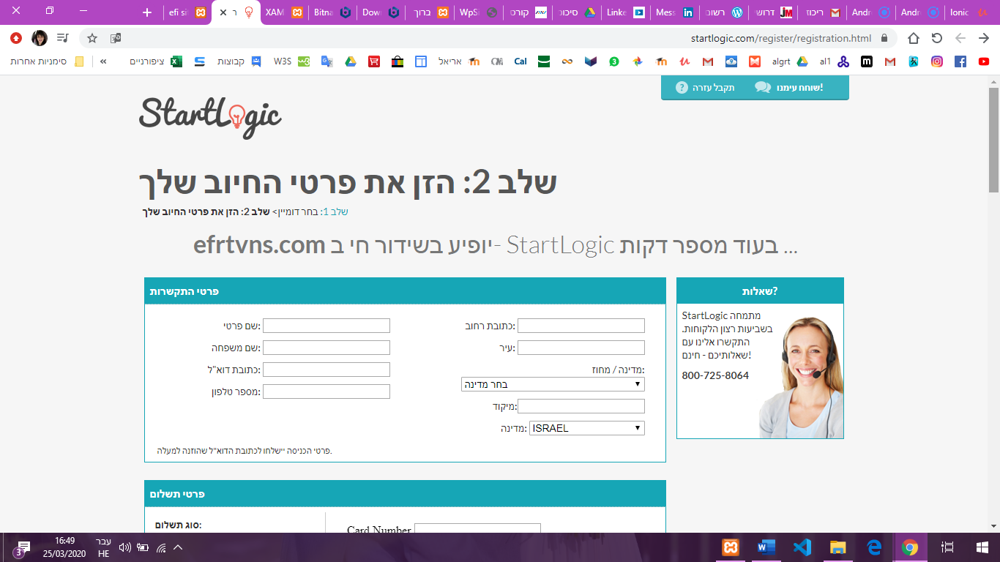 efi sit
ר
XAM
Bitna
Dow
ברוך
WpSi
קורס
סיכונ
Linke
Mess
רשום
דרושי
ריכוז
Andr
Andr
Ionic
startlogic.com/register/registration.html
סימניות אחרות
»
ציפורניים
קבוצות
W3S
אריאל
Cal
algrt
al1
תקבל עזרה
שוחח עימנו!
StartLogic
שלב 2: הזן את פרטי החיוב שלך
שלב 1: בחר דומיין> שלב 2: הזן את פרטי החיוב שלך
efrtvns.com יופיע בשידור חי ב- StartLogic בעוד מספר דקות ...
פרטי התקשרות
שם פרטי:
שם משפחה:
כתובת דוא"ל:
מספר טלפון:
כתובת רחוב:
עיר:
מדינה / מחוז:
בחר מדינה
מיקוד:
מדינה:
ISRAEL
פרטי הכניסה יישלחו לכתובת הדוא"ל שהוזנה למעלה.
שאלות?
StartLogic מתמחה
בשביעות רצון הלקוחות.
התקשרו אלינו עם
שאלותיכם - חינם!
800-725-8064
פרטי תשלום
סוג תשלום:
Card Number
16:49
25/03/2020
עבר
HE
3